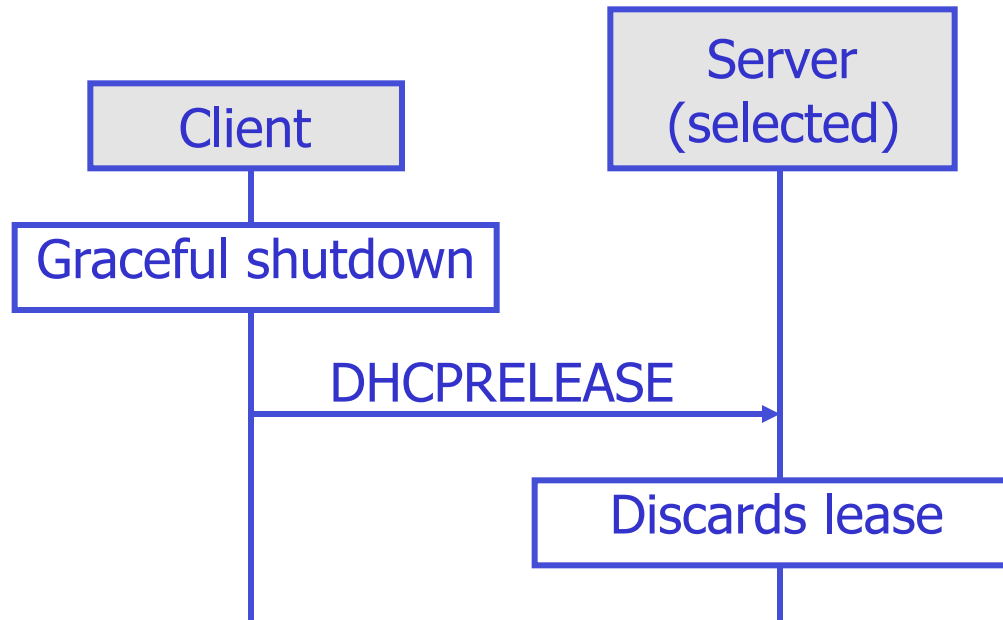 Client
Server
(selected)
Graceful shutdown
DHCPRELEASE
Discards lease